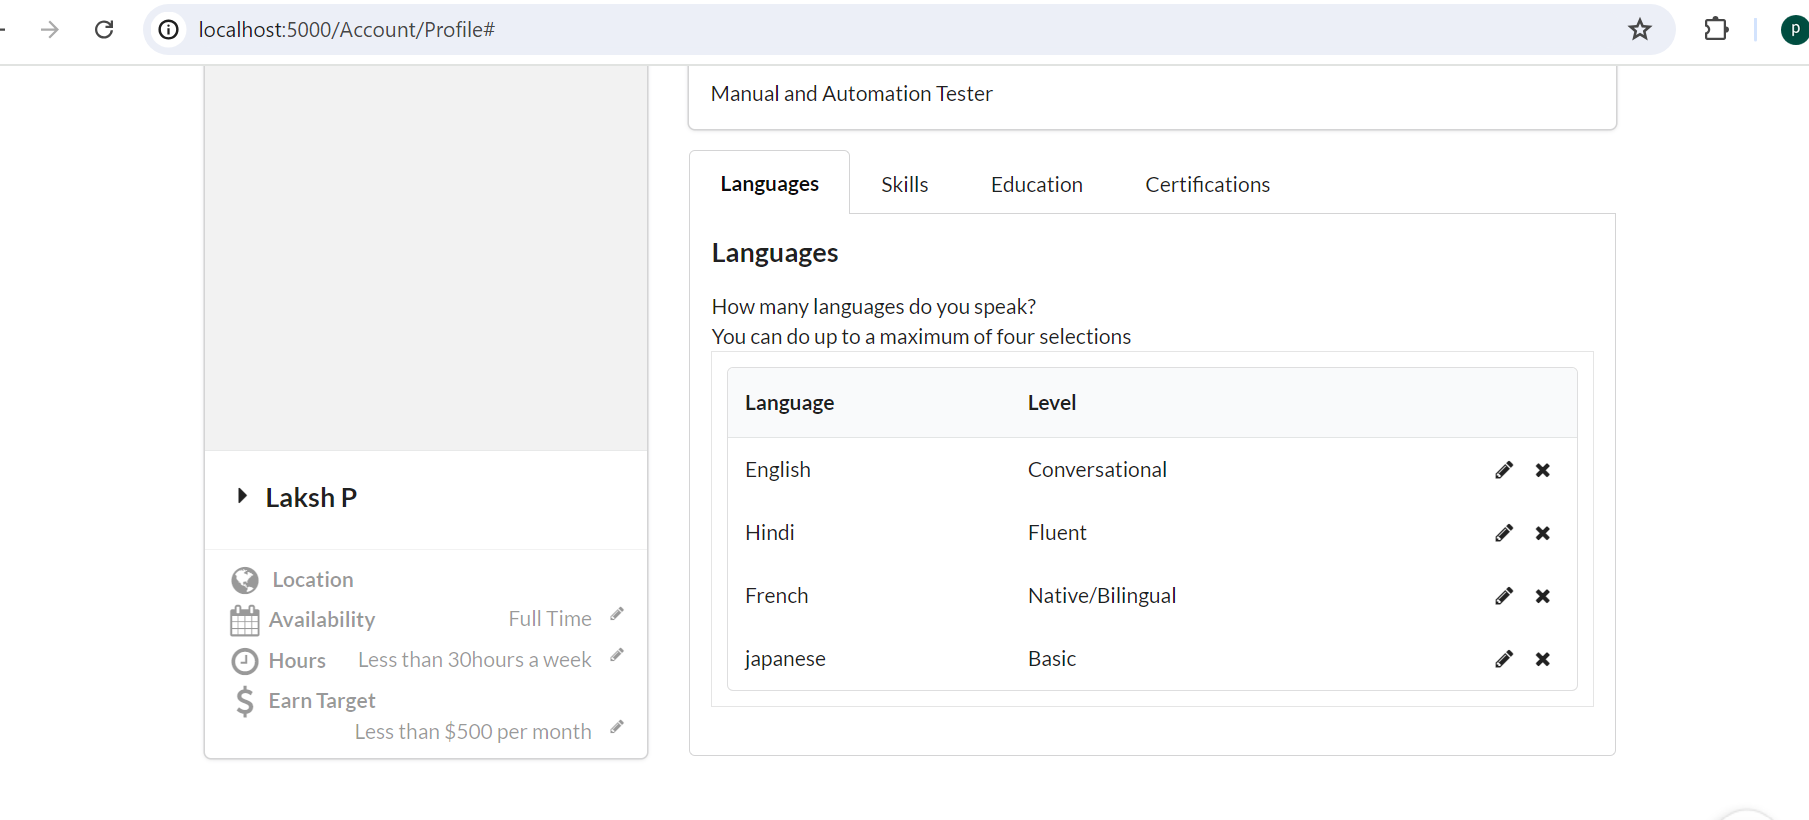 localhost:5000/Account/Profile#
P
Manual and Automation Tester
Languages Skills Education Certifications
Languages
How many languages do you speak?
You can do up to a maximum of four selections
Language Level
English Conversational
Hindi Fluent
French Native/Bilingual
japanese Basic
Laksh P
Location
Availability Full Time
Hours Less than 30hours a week
Earn Target
Less than $500 per month